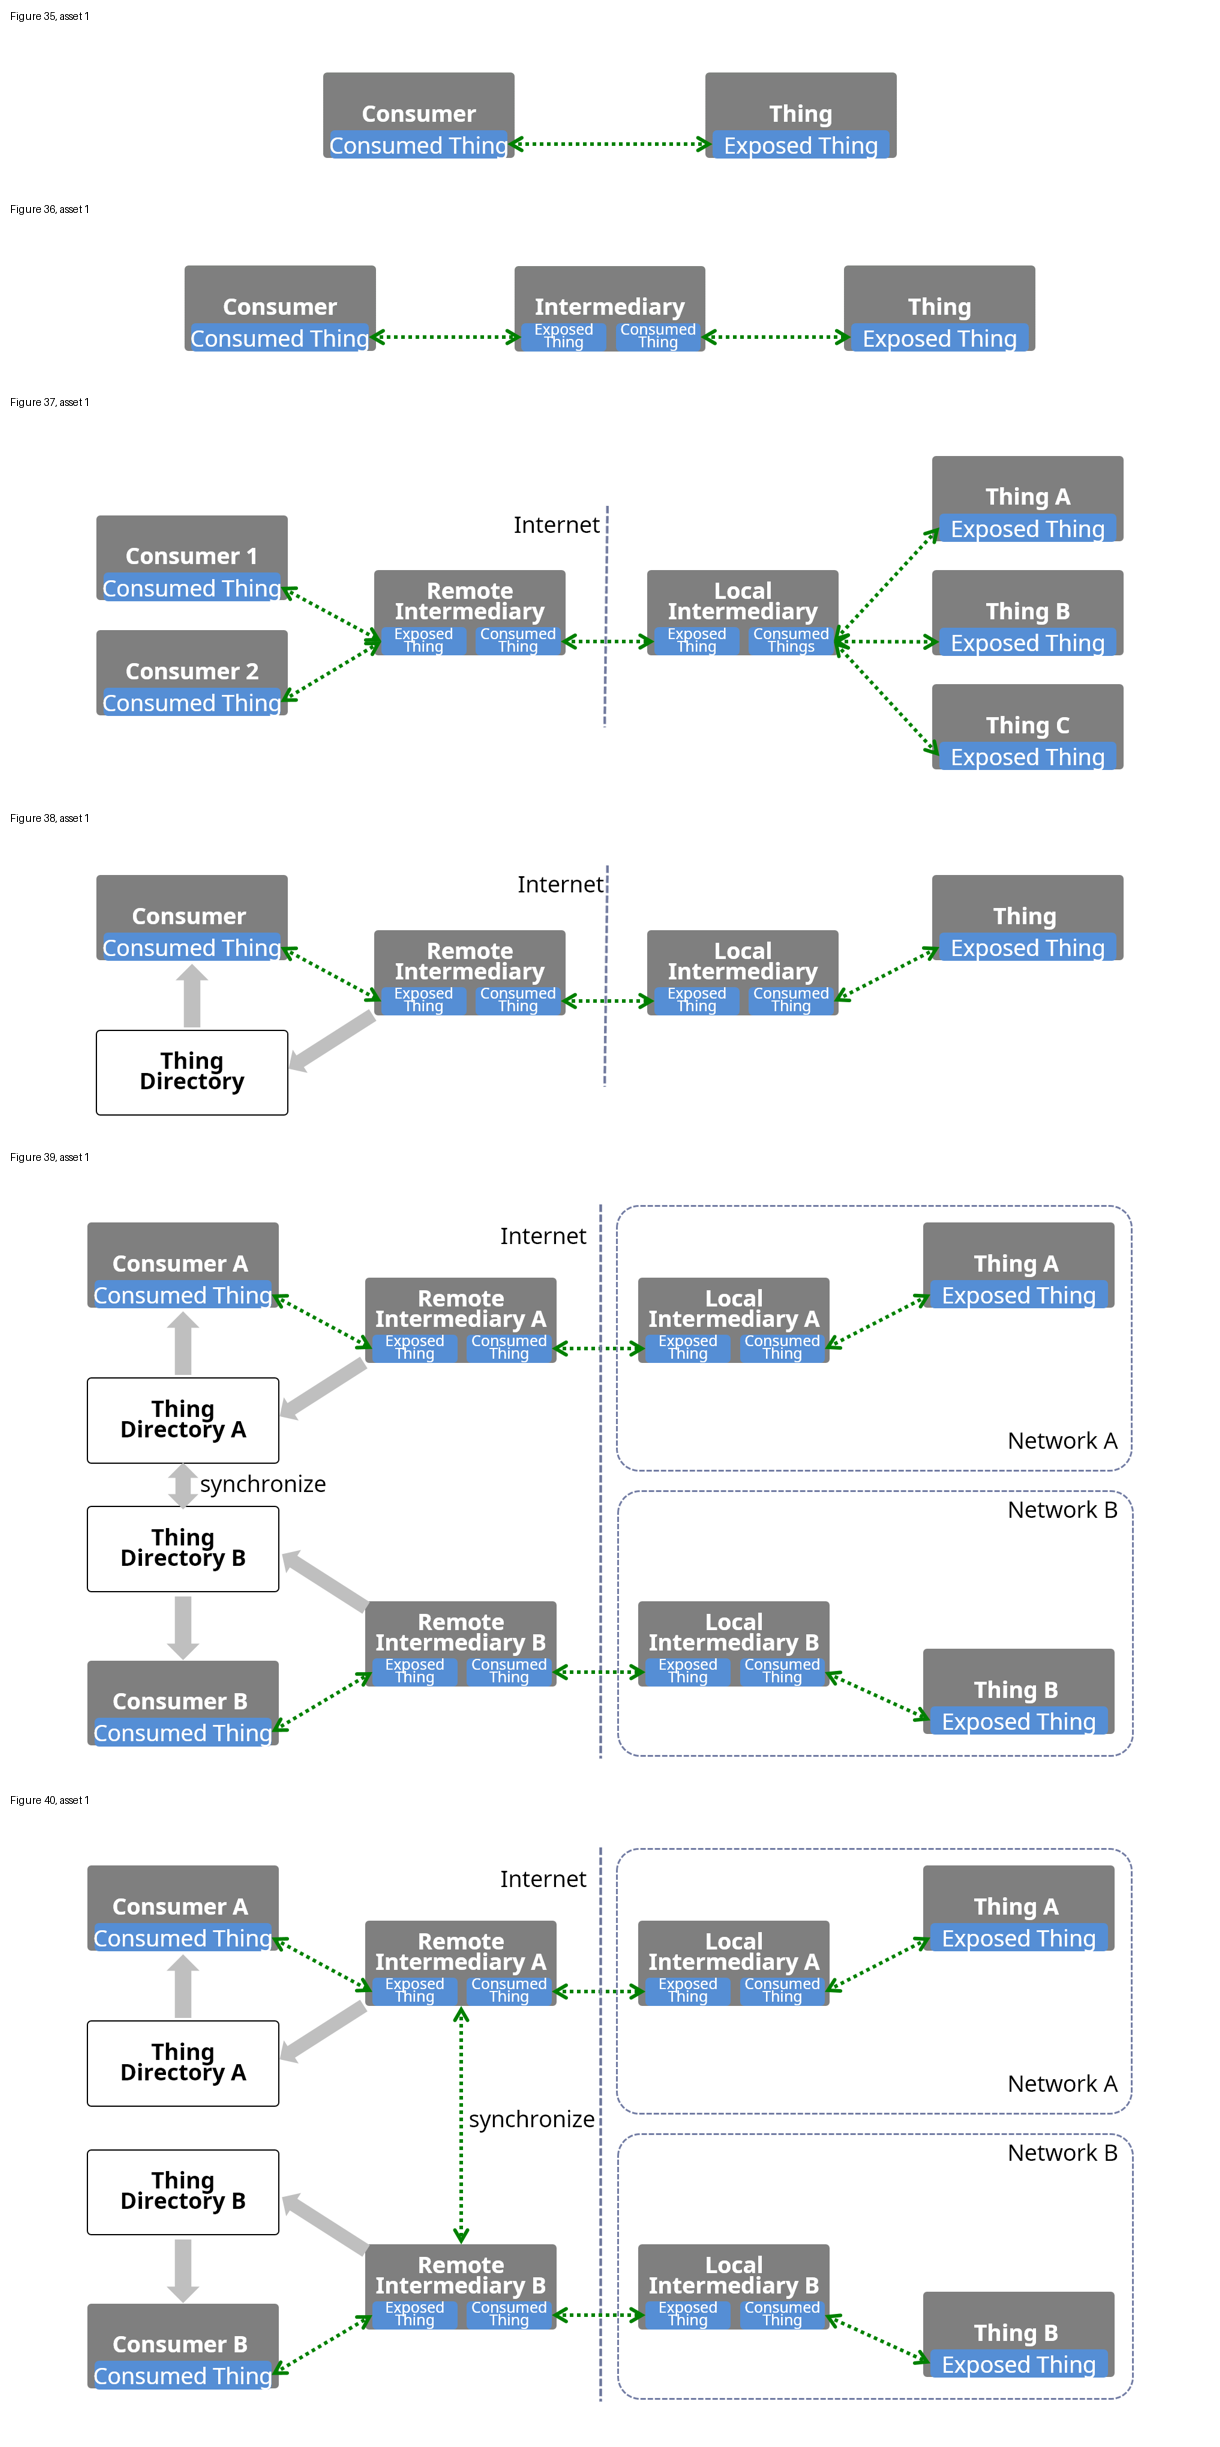 Figure 35, asset 1
Consumer
Consumed Thing
Thing
Exposed Thing
Figure 36, asset 1
Consumer
Consumed Thing
Intermediary
Exposed
Thing
Consumed
Thing
Thing
Exposed Thing
Figure 37, asset 1
Internet
Consumer 1
Consumed Thing
Consumer 2
Consumed Thing
Remote
Intermediary
Exposed
Thing
Consumed
Thing
Local
Intermediary
Exposed
Thing
Consumed
Things
Thing A
Exposed Thing
Thing B
Exposed Thing
Thing C
Exposed Thing
Figure 38, asset 1
Internet
Consumer
Consumed Thing
Thing
Directory
Remote
Intermediary
Exposed
Thing
Consumed
Thing
Local
Intermediary
Exposed
Thing
Consumed
Thing
Thing
Exposed Thing
Figure 39, asset 1
Internet
Consumer A
Consumed Thing
Remote
Intermediary A
Exposed
Thing
Consumed
Thing
Local
Intermediary A
Exposed
Thing
Consumed
Thing
Thing A
Exposed Thing
Thing
Directory A
Network A
synchronize
Network B
Thing
Directory B
Remote
Intermediary B
Exposed
Thing
Consumed
Thing
Local
Intermediary B
Exposed
Thing
Consumed
Thing
Thing B
Exposed Thing
Consumer B
Consumed Thing
Figure 40, asset 1
Internet
Consumer A
Consumed Thing
Remote
Intermediary A
Exposed
Thing
Consumed
Thing
Local
Intermediary A
Exposed
Thing
Consumed
Thing
Thing A
Exposed Thing
Thing
Directory A
Network A
synchronize
Network B
Thing
Directory B
Remote
Intermediary B
Exposed
Thing
Consumed
Thing
Local
Intermediary B
Exposed
Thing
Consumed
Thing
Thing B
Exposed Thing
Consumer B
Consumed Thing